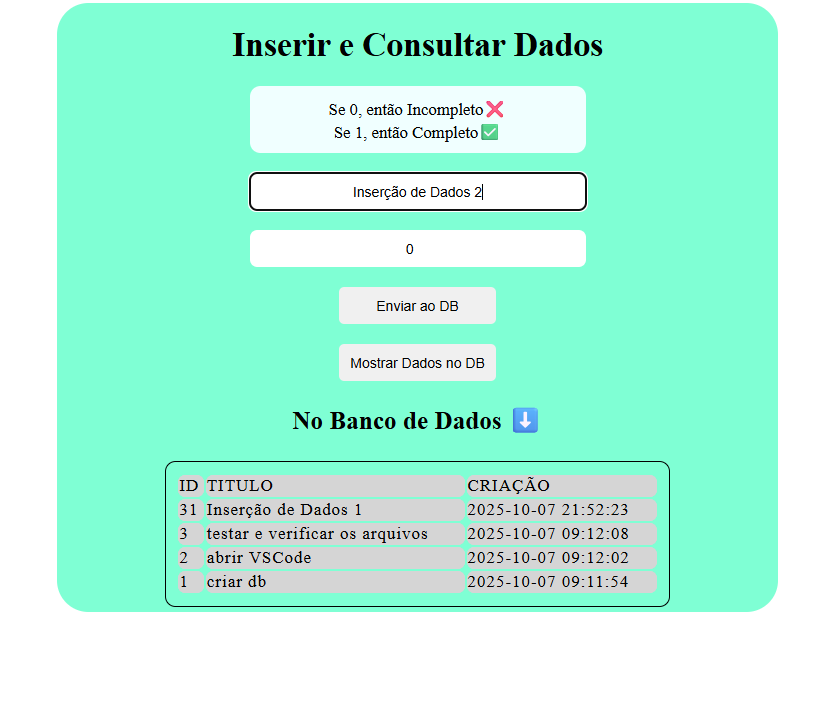 Inserir e Consultar Dados
Se 0, então Incompleto❌
Se 1, então Completo✅
Inserção de Dados 2
0
Enviar ao DB
Mostrar Dados no DB
No Banco de Dados ⬇️
ID TITULO CRIAÇÃO
31 Inserção de Dados 1 2025-10-07 21:52:23
3 testar e verificar os arquivos 2025-10-07 09:12:08
2 abrir VSCode 2025-10-07 09:12:02
1 criar db 2025-10-07 09:11:54